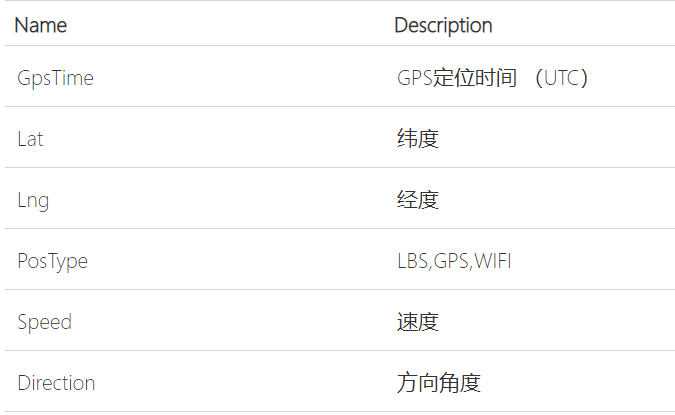 Name Description
GpsTime GPS定位时间 （UTC）
Lat 纬度
Lng 经度
PosType LBS,GPS,WIFI
Speed 速度
Direction 方向角度